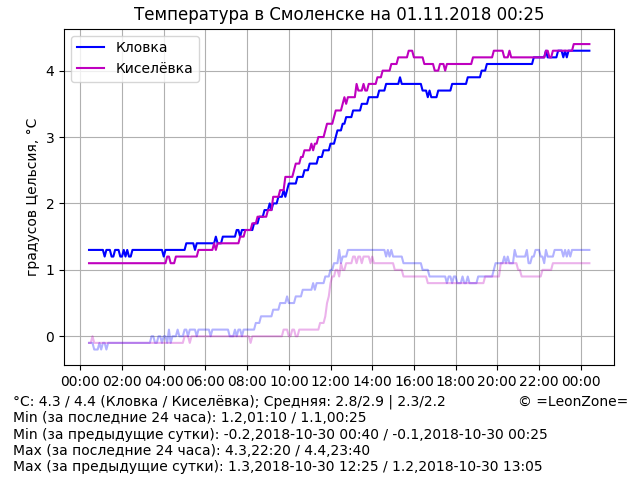 Температура в Смоленске на 01.11.2018 00:25
Кловка
Киселёвка
градусов Цельсия, °C
4
3
2
1
0
00:00 02:00 04:00 06:00 08:00 10:00 12:00 14:00 16:00 18:00 20:00 22:00 00:00
°C: 4.3 / 4.4 (Кловка / Киселёвка); Средняя: 2.8/2.9 | 2.3/2.2 © =LeonZone=
Min (за последние 24 часа): 1.2,01:10 / 1.1,00:25
Min (за предыдущие сутки): -0.2,2018-10-30 00:40 / -0.1,2018-10-30 00:25
Max (за последние 24 часа): 4.3,22:20 / 4.4,23:40
Max (за предыдущие сутки): 1.3,2018-10-30 12:25 / 1.2,2018-10-30 13:05